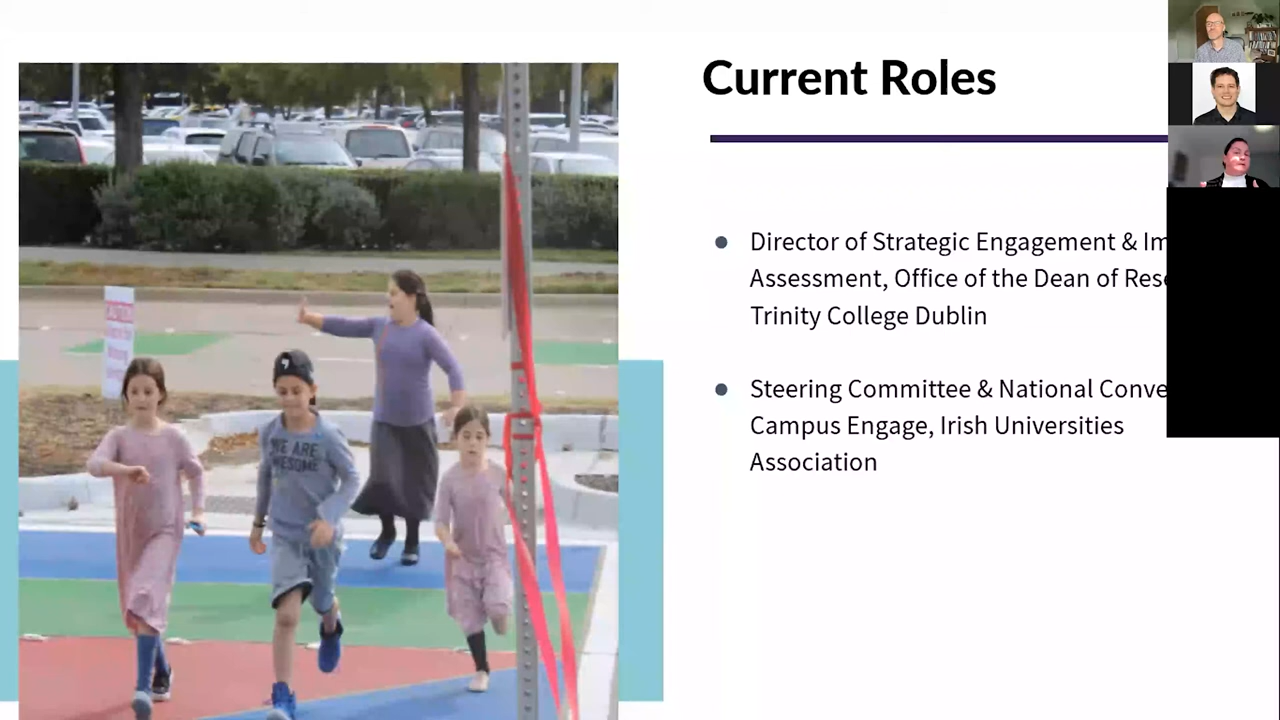 Current Roles
Director of Strategic Engagement & Im
Assessment, Office of the Dean of Rese
Trinity College Dublin
Steering Committee & National Conve
Campus Engage, Irish Universities
Association
WE ARE
AWESOME